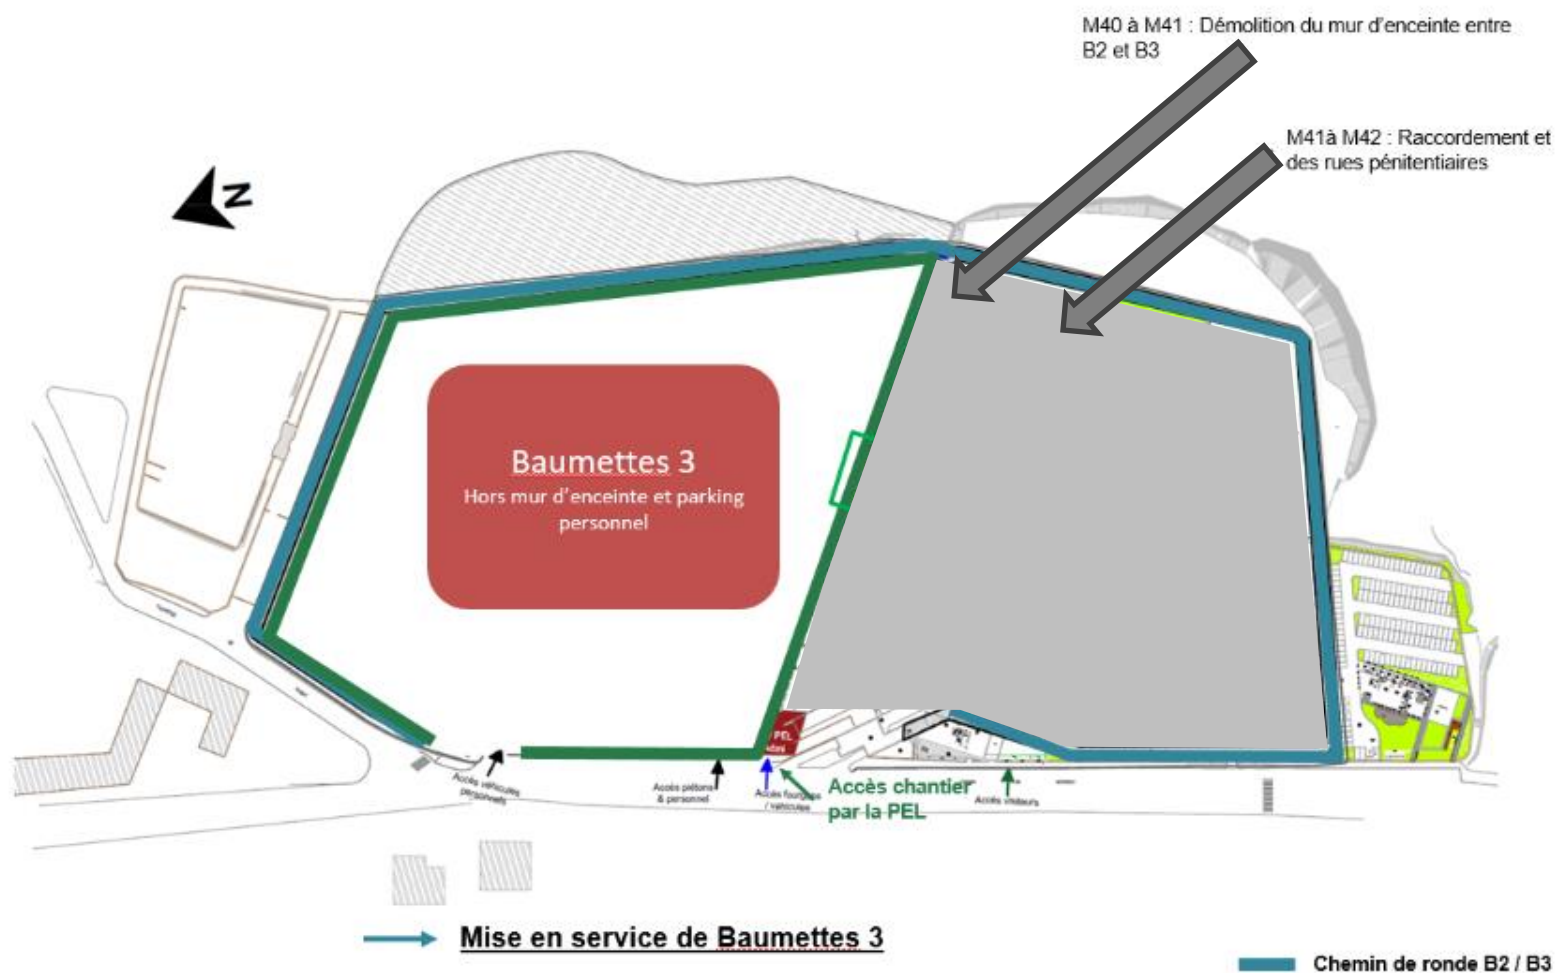 M40 à M41 : Démolition du mur d'enceinte entre
B2 et B3
M41à M42 : Raccordement et
des rues pénitentiaires
N
Baumettes 3
Hors mur d'enceinte et parking
personnel
PEL
Accès véhicules
personnels
Accès piétons
& personnel
Accès fourgons
/ véhicules
Accès chantier
par la PEL
Accès visiteurs
Mise en service de Baumettes 3
Chemin de ronde B2 / B3